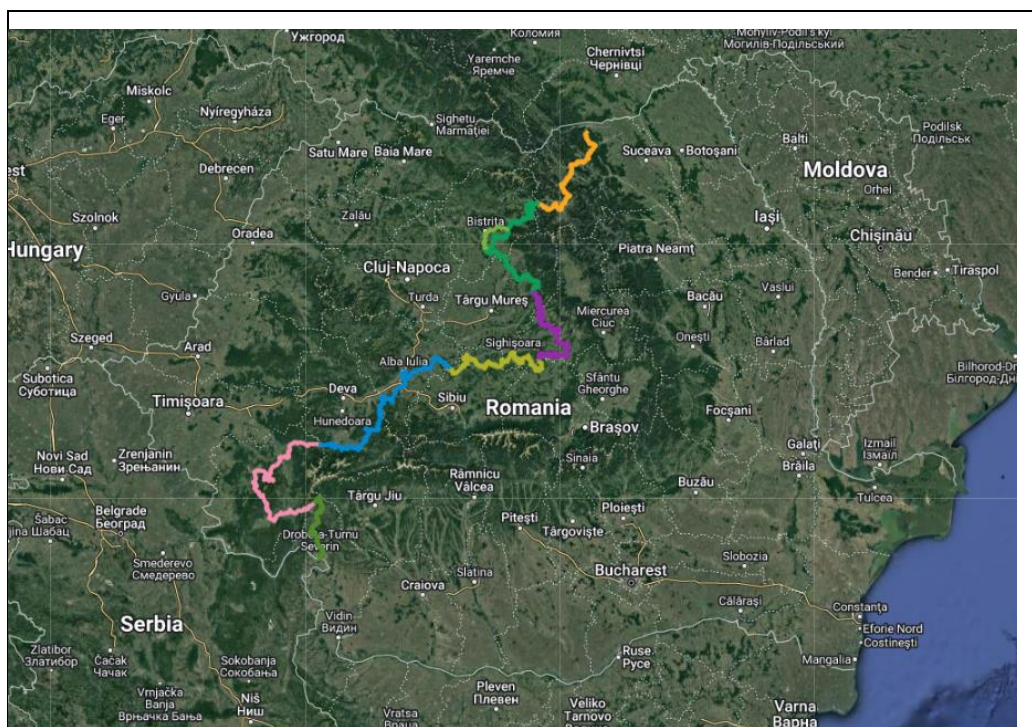 Ужгород
Коломия
Mohyliv-Podil's'kyi
Могилів-Подільський
Yaremche
Яремче
Chernivtsi
Чернівці
Miskolc
Nyíregyháza
Eger
Sighetu
Marmației
Satu Mare
Baia Mare
Suceava
Botoșani
Balti
Podilsk
Подільськ
Debrecen
Moldova
est
Orhei
Szolnok
Zalău
Bistrița
Iași
Chișinău
Hungary
Oradea
Piatra Neamț
Cluj-Napoca
Bender
Tiraspol
Gyula
Turda
Târgu Mureș
Bacău
Vaslui
Miercurea
Ciuc
Szeged
Arad
Sighișoara
Onești
Bârlad
Alba Iulia
Bilhorod-Dn
Білгород-Дні
Subotica
Суботица
Deva
Sfântu
Gheorghe
Timișoara
Hunedoara
Sibiu
Romania
Focșani
Brașov
Novi Sad
Нови Сад
Zrenjanin
Зрењанин
Galați
Izmail
Ізмаїл
Sinaia
Brăila
Râmnicu
Vâlcea
Târgu Jiu
Buzău
Tulcea
Belgrade
Београд
Šabac
Шабац
Ploiești
Pitești
Târgoviște
Drobeta-Turnu
Severin
Smederevo
Смедерево
Slobozia
Slatina
Bucharest
Craiova
Călărași
Constanța
Vidin
Видин
Eforie Nord
Costinești
Serbia
Zlatibor
Златибор
Čačak
Чачак
Sokobanja
Сокобања
Ruse
Русе
Mangalia
Vrnjačka
Banja
Врњачка Бања
Niš
Ниш
Pleven
Плевен
Veliko
Tarnovo
Varna
Варна
Vratsa
Враца